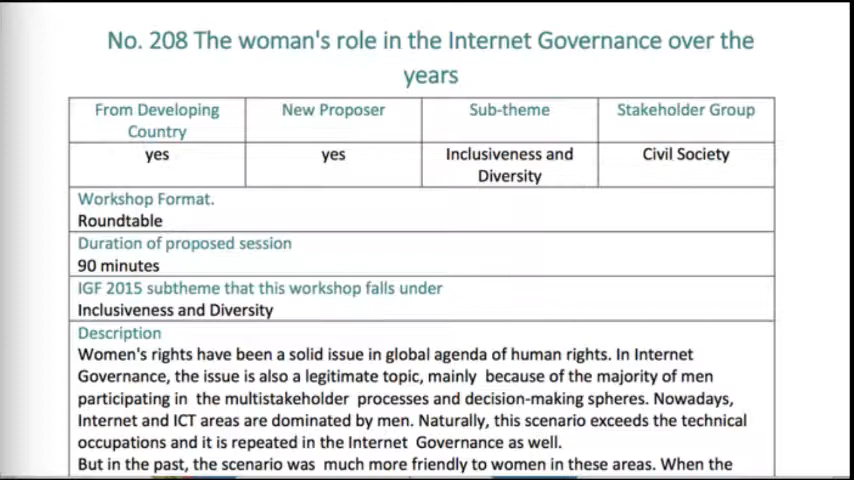 No. 208 The woman's role in the Internet Governance over the
years
From Developing
Country
New Proposer
Sub-theme
Stakeholder Group
yes
yes
Inclusiveness and
Diversity
Civil Society
Workshop Format.
Roundtable
Duration of proposed session
90 minutes
IGF 2015 subtheme that this workshop falls under
Inclusiveness and Diversity
Description
Women's rights have been a solid issue in global agenda of human rights. In Internet
Governance, the issue is also a legitimate topic, mainly because of the majority of men
participating in the multistakeholder processes and decision-making spheres. Nowadays,
Internet and ICT areas are dominated by men. Naturally, this scenario exceeds the technical
occupations and it is repeated in the Internet Governance as well.
But in the past, the scenario was much more friendly to women in these areas. When the